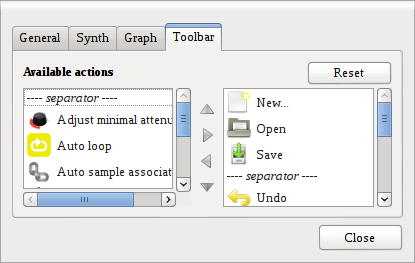 General Synth Graph Toolbar
Available actions
Reset
---- separator ----
Adjust minimal attenu
Auto loop
Auto sample associat
New...
Open
Save
---- separator ----
Undo
Close